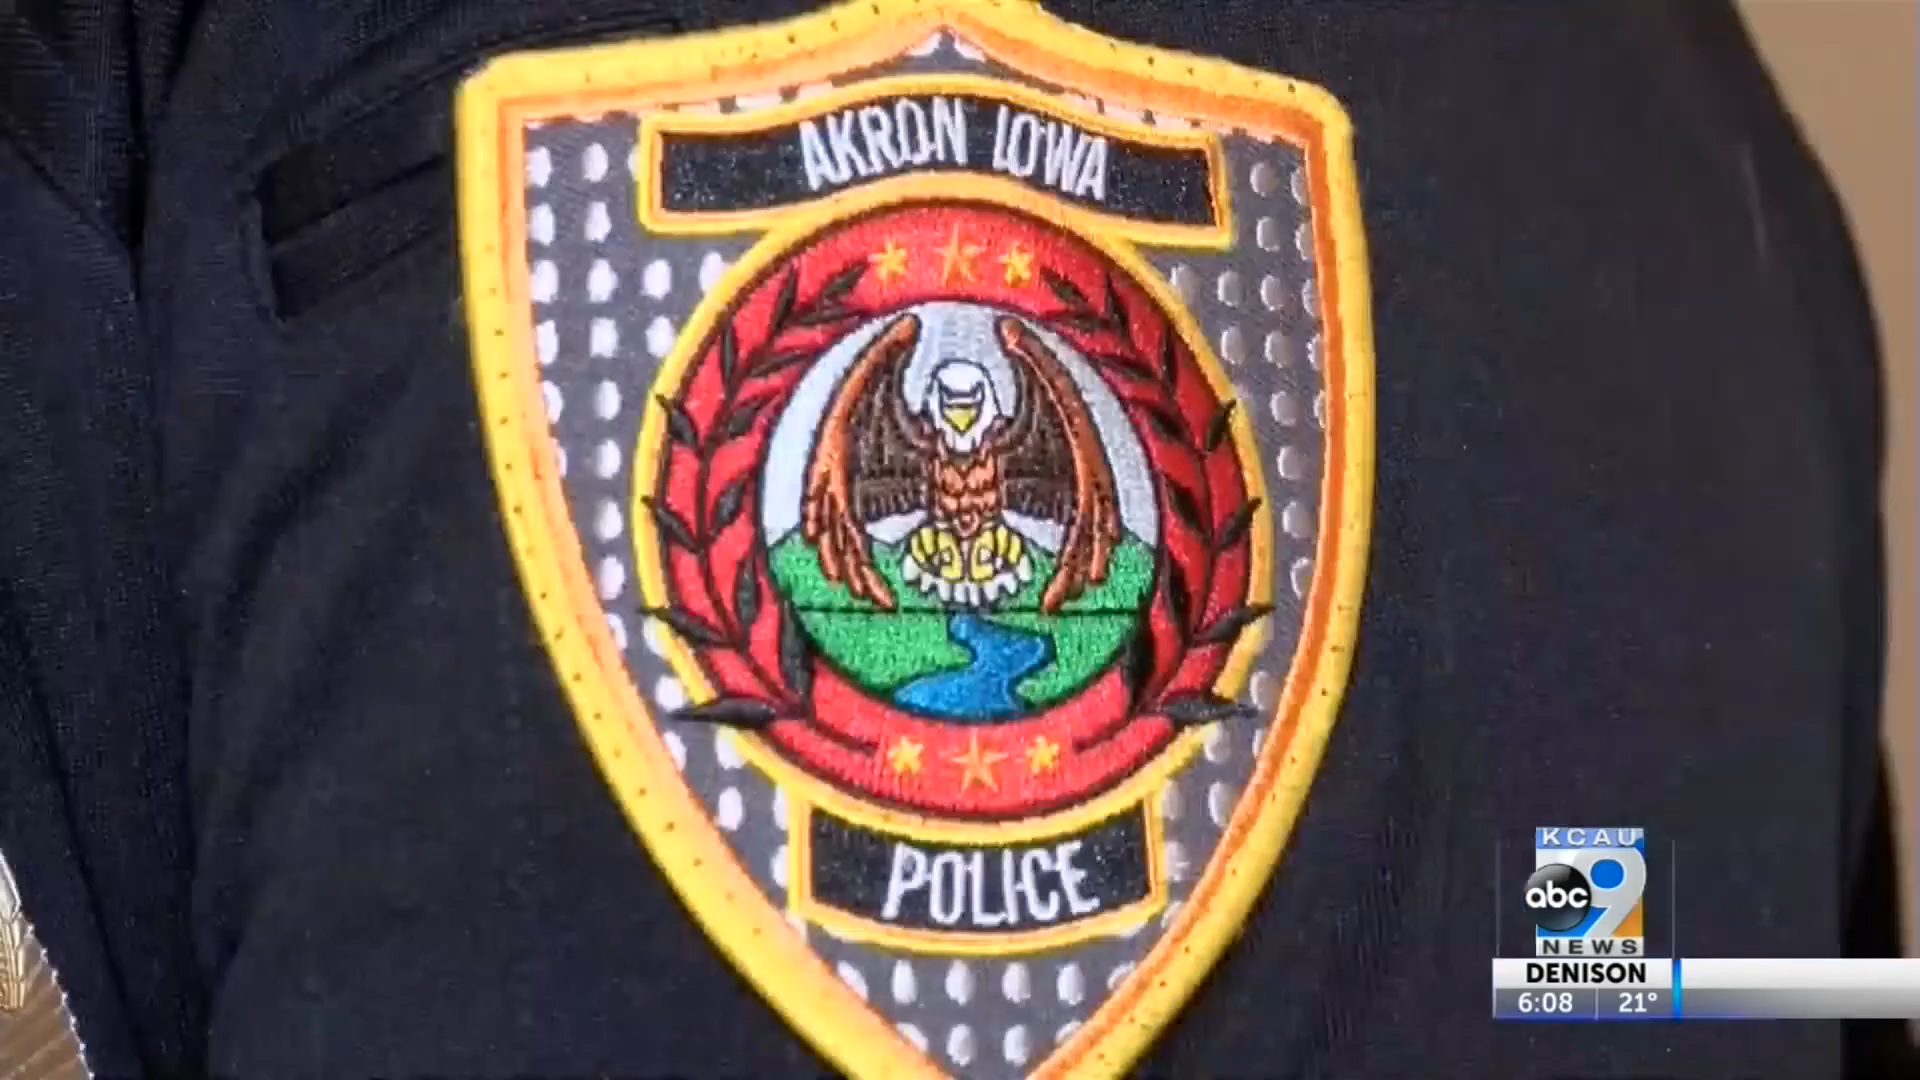 AKRON IOWA
POLICE
KCAU
abc 9
NEWS
DENISON
6:08 21°